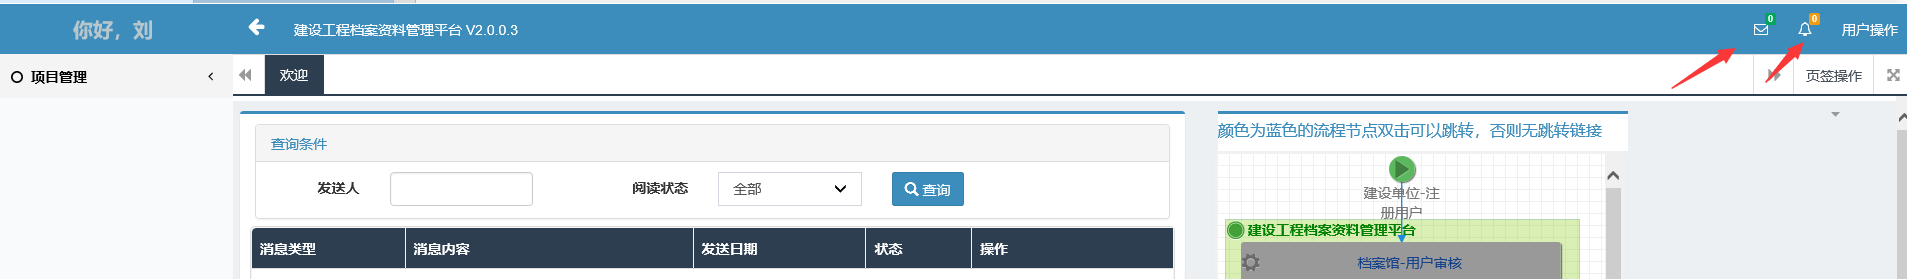 你好，刘
建设工程档案资料管理平台 V2.0.0.3
0
0
用户操作
项目管理
欢迎
页签操作
查询条件
发送人
阅读状态
全部
查询
消息类型
消息内容
发送日期
状态
操作
颜色为蓝色的流程节点双击可以跳转，否则无跳转链接
建设单位-注
册用户
建设工程档案资料管理平台
档案馆-用户审核